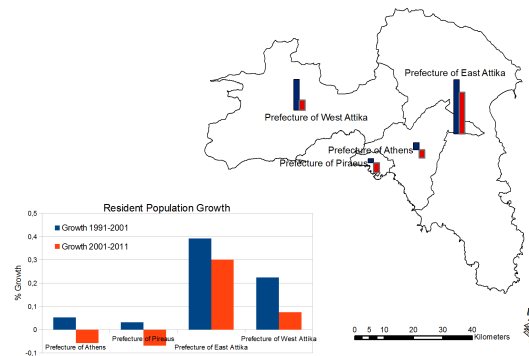 Prefecture of East Attika
Prefecture of West Attika
Prefecture of Athens
Prefecture of Piraeus
Resident Population Growth
0,5
Growth 1991-2001
0,4
Growth 2001-2011
0,3
% Growth
0,2
0,1
0
Prefecture of Athens
Prefecture of Piraeus
Prefecture of East Attika
Prefecture of West Attika
-0,1
0 5 10 20 30 40
Kilometers